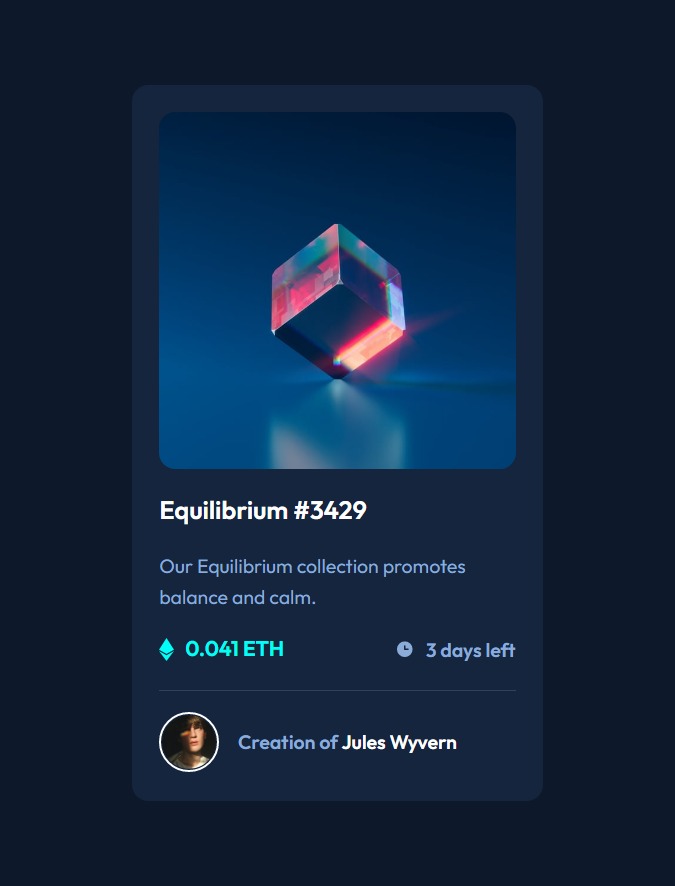 Equilibrium #3429
Our Equilibrium collection promotes
balance and calm.
0.041 ETH
3 days left
Creation of Jules Wyvern